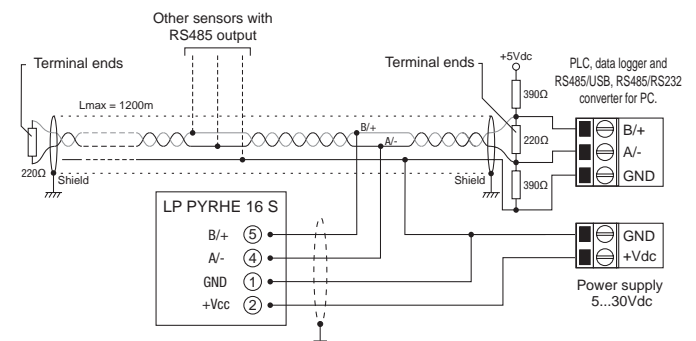 Other sensors with
RS485 output
Terminal ends
Terminal ends
+5Vdc
PLC, data logger and
RS485/USB, RS485/RS232
converter for PC.
Lmax = 1200m
390Ω
B/+
220Ω
B/+
A/-
A/-
220Ω
Shield
Shield
390Ω
GND
LP PYRHE 16 S
B/+ 5
A/- 4
GND 1
+Vcc 2
GND
+Vdc
Power supply
5...30Vdc